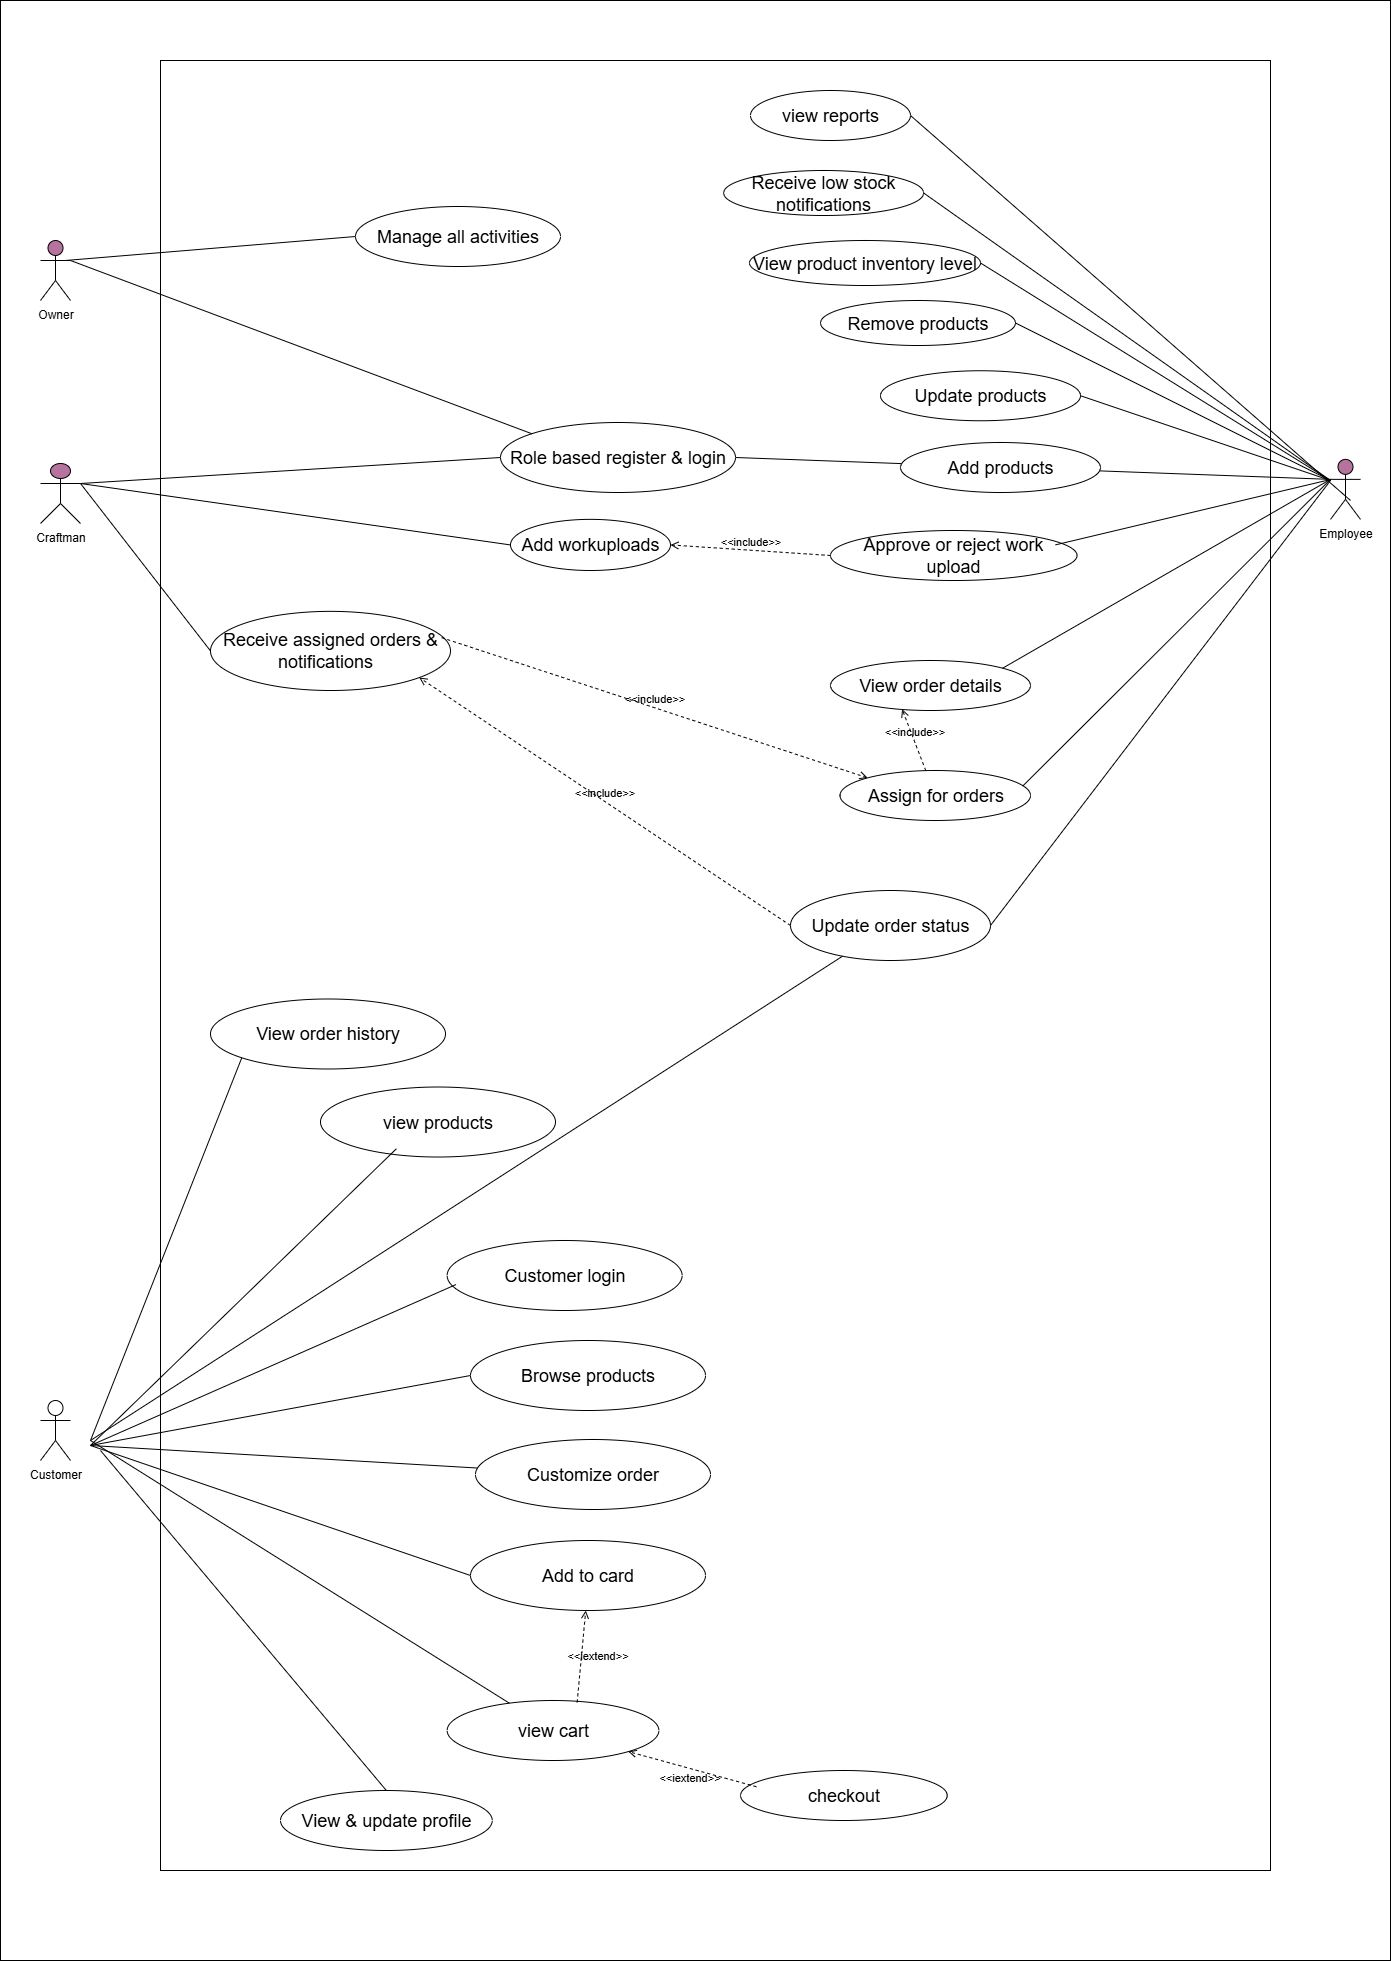 view reports
Receive low stock
notifications
Manage all activities
View product inventory level
Owner
Remove products
Update products
Role based register & login
Add products
Craftman
Employee
Add workuploads
<<include>>
Approve or reject work
upload
Receive assigned orders &
notifications
View order details
<<include>>
<<include>>
<<include>>
Assign for orders
Update order status
View order history
view products
Customer login
Browse products
Customer
Customize order
Add to card
<<extend>>
view cart
<<iextend>>
checkout
View & update profile